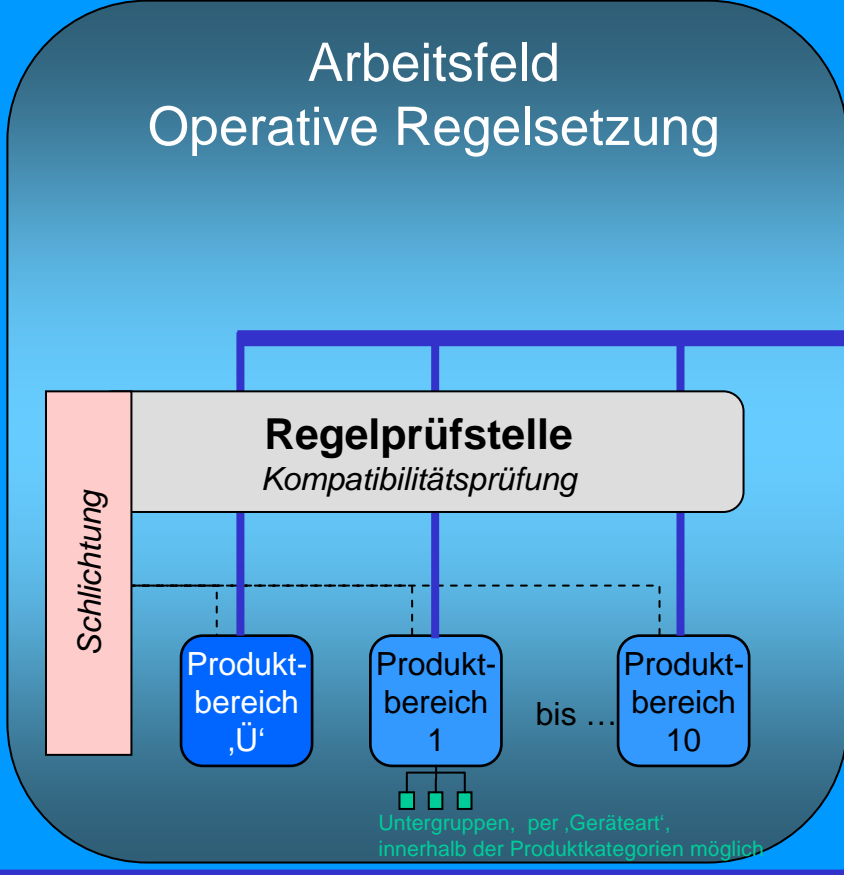 Arbeitsfeld
Operative Regelsetzung
Regelprüfstelle
Kompatibilitätsprüfung
Schlichtung
Produkt-
bereich
‚Ü‘
Produkt-
bereich
1
bis …
Produkt-
bereich
10
Untergruppen, per ‚Geräteart‘,
innerhalb der Produktkategorien möglich